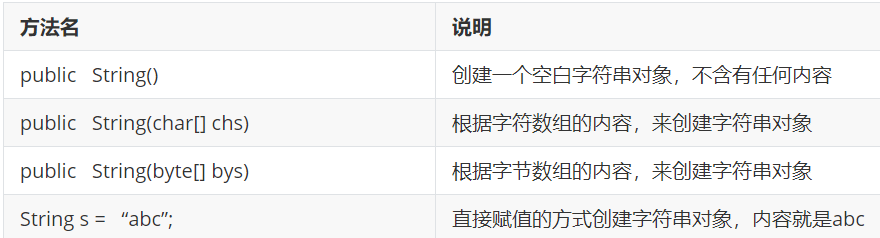 方法名 说明
public String() 创建一个空白字符串对象，不含有任何内容
public String(char[] chs) 根据字符数组的内容，来创建字符串对象
public String(byte[] bys) 根据字节数组的内容，来创建字符串对象
String s = “abc”; 直接赋值的方式创建字符串对象，内容就是abc